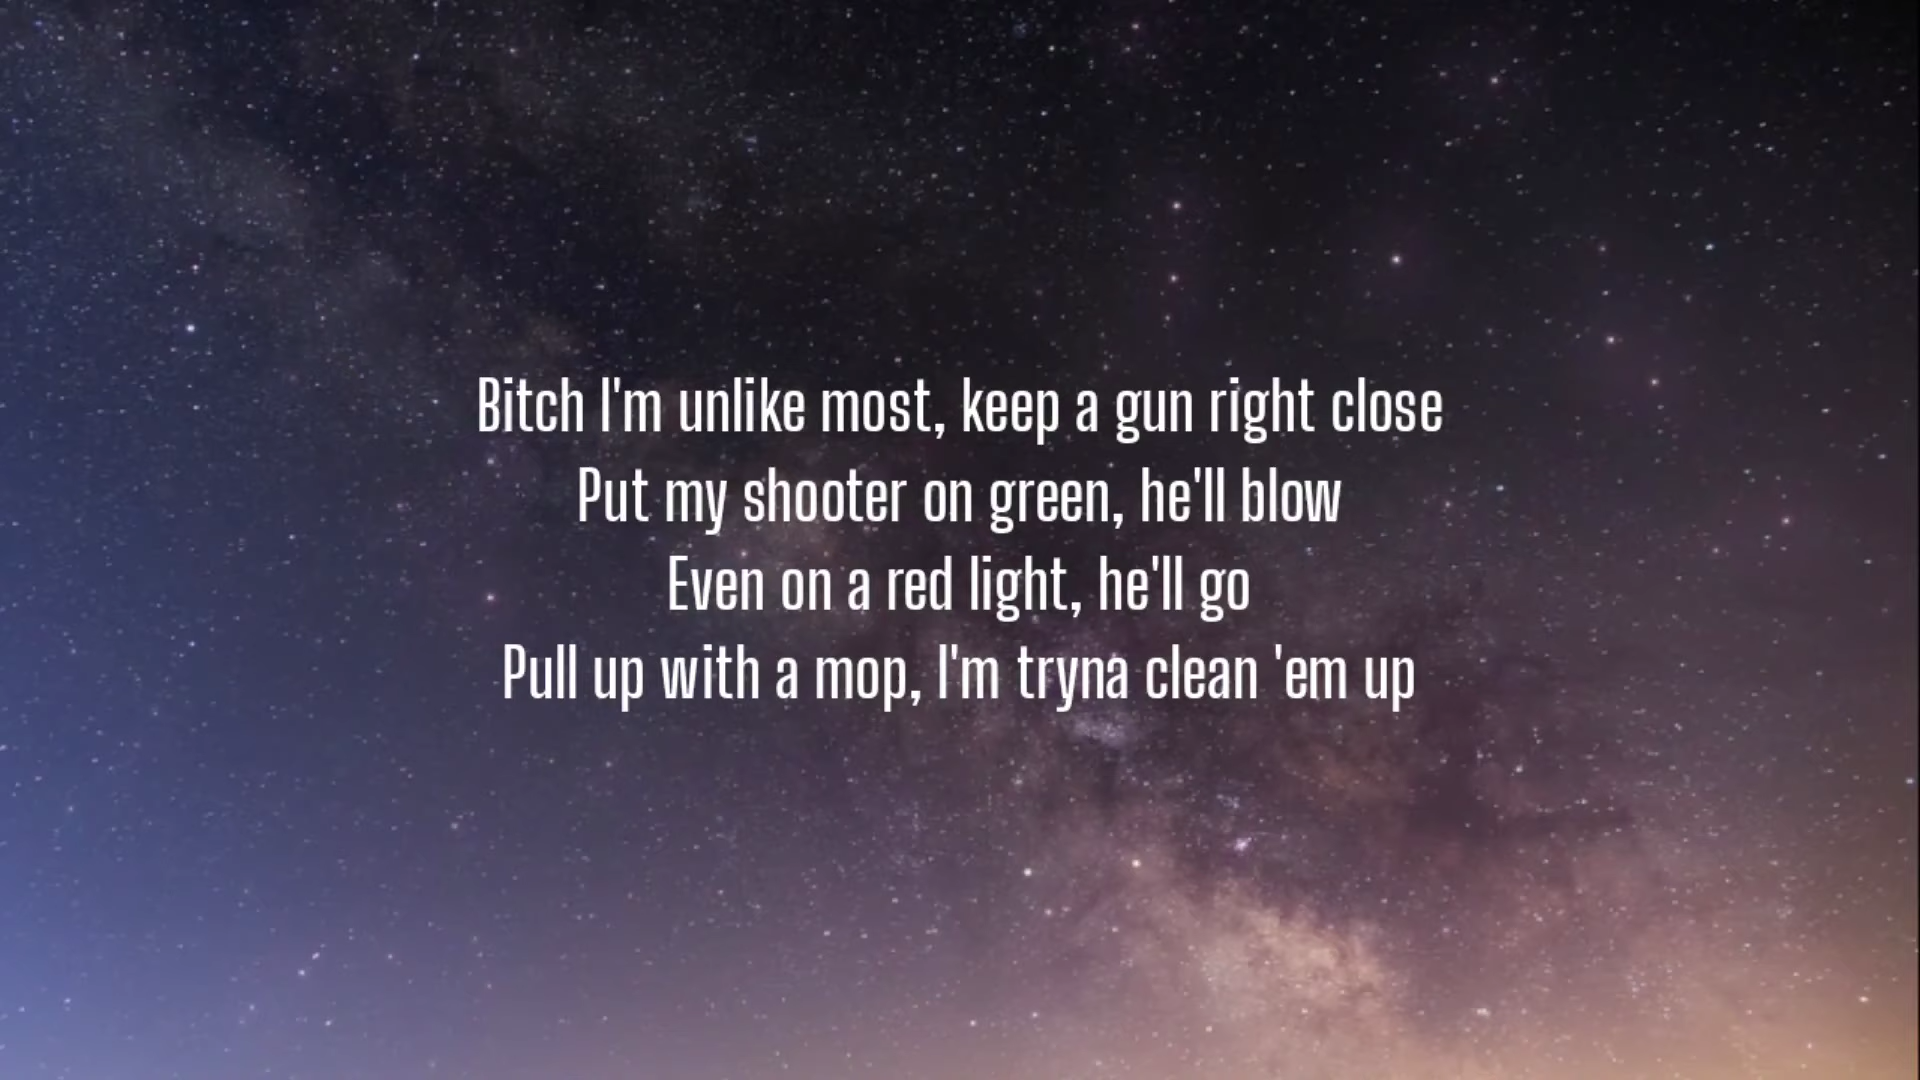 Bitch I'm unlike most, keep a gun right close
Put my shooter on green, he'll blow
Even on a red light, he'll go
Pull up with a mop, I'm tryna clean 'em up